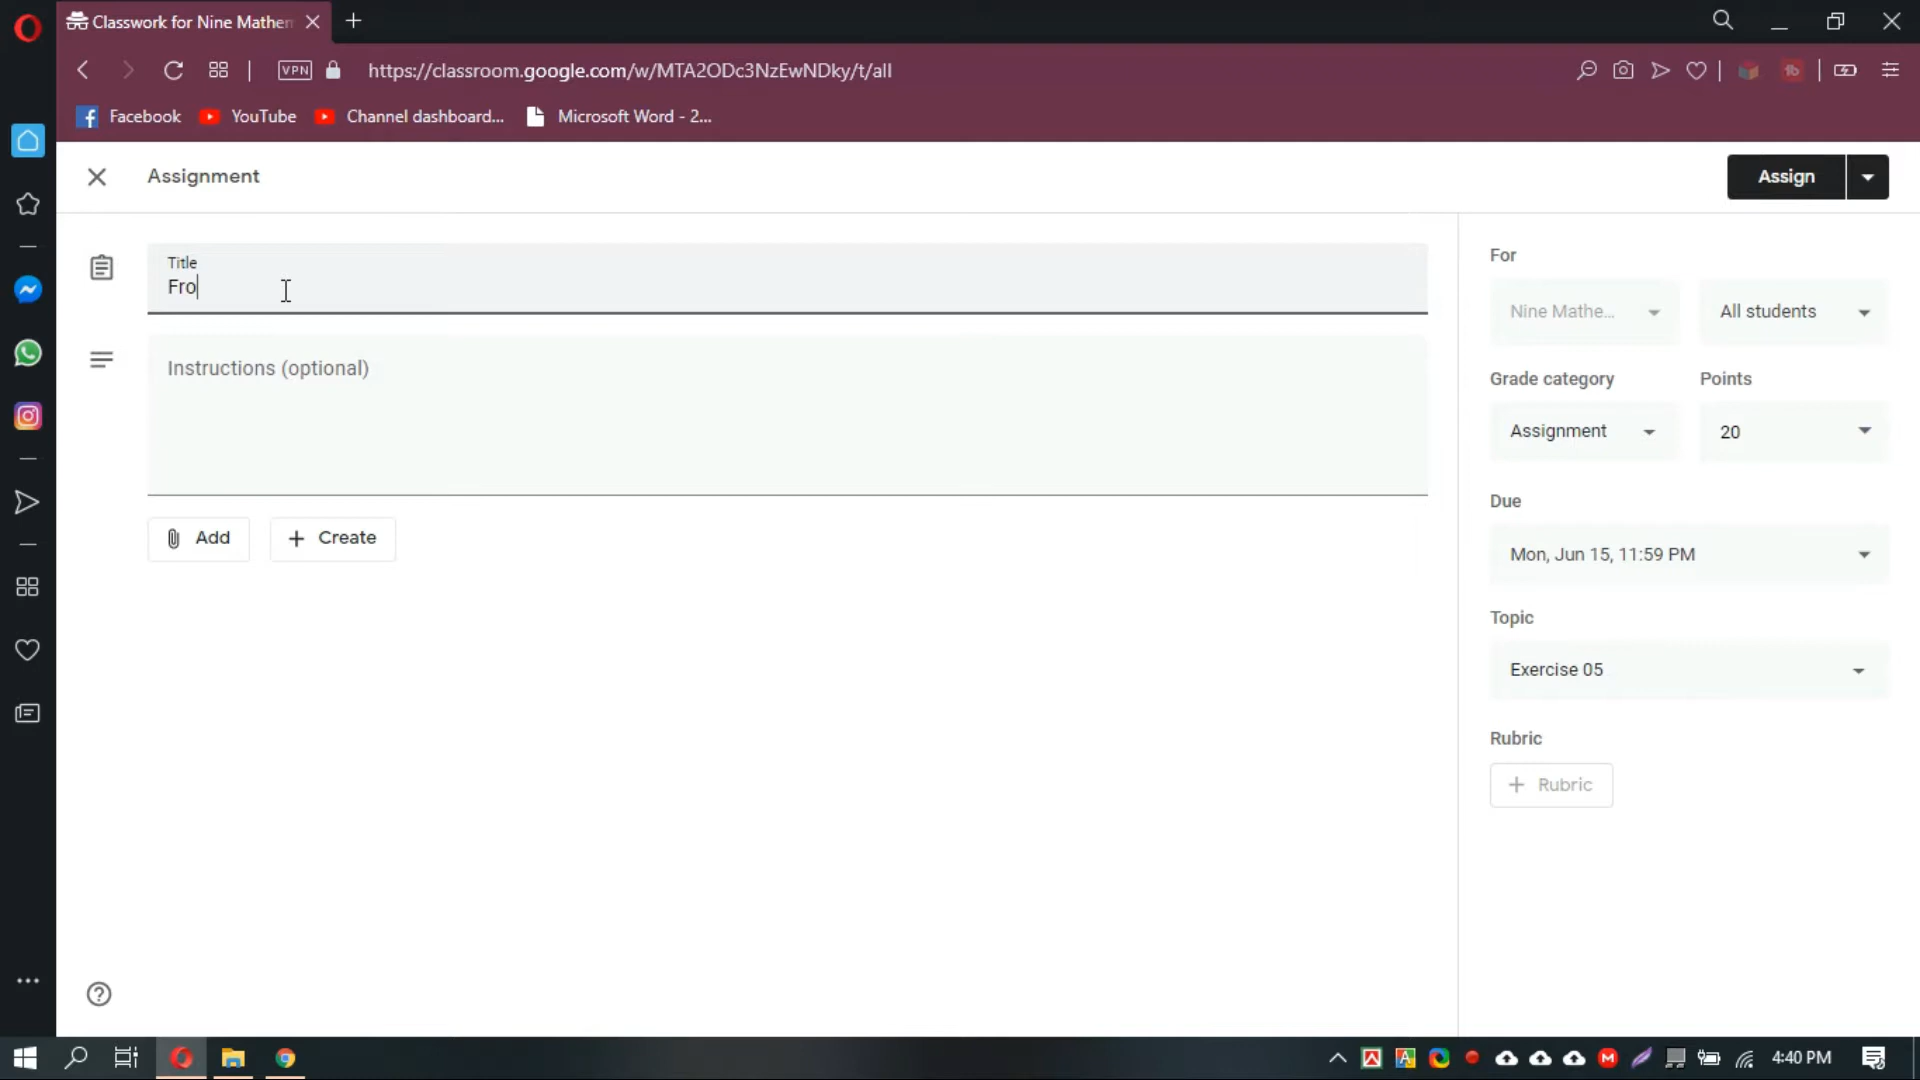 Classwork for Nine Mathem
VPN
https://classroom.google.com/w/MTA2ODc3NzEwNDky/t/all
Facebook
YouTube
Channel dashboard...
Microsoft Word - 2...
Assignment
Assign
Title
Fro
Instructions (optional)
Add
Create
For
Nine Mathe...
All students
Grade category
Points
Assignment
20
Due
Mon, Jun 15, 11:59 PM
Topic
Exercise 05
Rubric
Rubric
4:40 PM